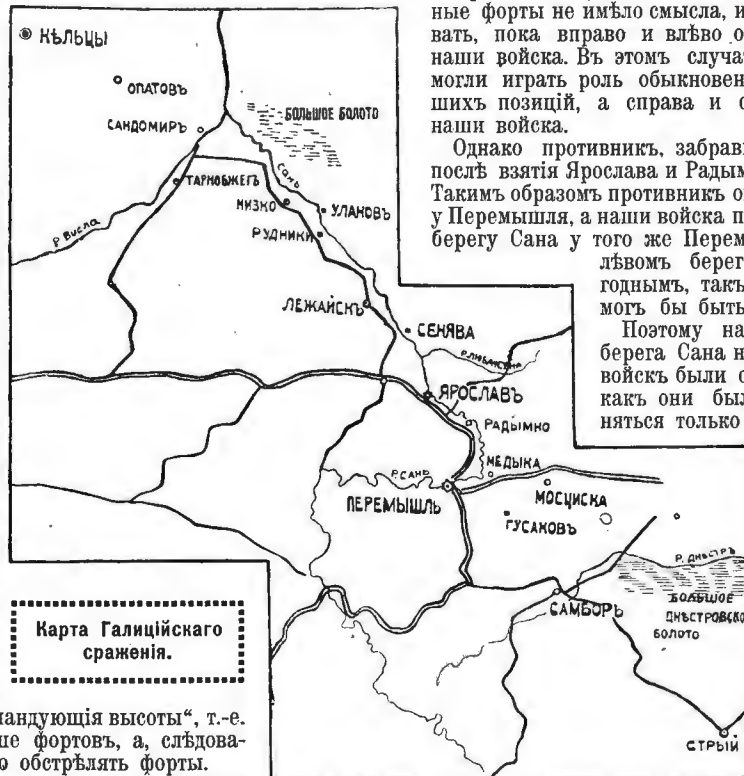 ные форты не имѣло смысла, и
вать, пока вправо и влѣво о
наши войска. Въ этомъ случа
могли играть роль обыкновен
шихъ позицій, а справа и с
наши войска.
Однако противникъ, забрав
послѣ взятія Ярослава и Радым
Такимъ образомъ противникъ о
у Перемышля, а наши войска п
берегу Сана у того же Перем
лѣвомъ берег
годнымъ, такъ
могъ бы быть
Поэтому на
берега Сана н
войскъ были с
какъ они был
няться только
КѢЛЬЦЫ
ОПАТОВЪ
БОЛЬШОЕ БОЛОТО
САНДОМИРЪ
САНЪ
ТАРНОБЖЕГЪ
НИЗКО
УЛАНОВЪ
Р. ВИСЛА
РУДНИКИ
ЛЕЖАЙСКЪ
СЕНЯВА
ЯРОСЛАВЪ
РАДЫМНО
Р. САНЪ
МЕДЫКА
ПЕРЕМЫШЛЬ
МОСЦИСКА
ГУСАКОВЪ
Р. ДНѢСТРЪ
САМБОРЪ
БОЛЬШОЕ
ДНѢСТРОВСКО
БОЛОТО
СТРЫЙ
Карта Галиційскаго
сраженія.
мандующія высоты“, т.-е.
ше фортовъ, а, слѣдова-
о обстрѣлять форты.